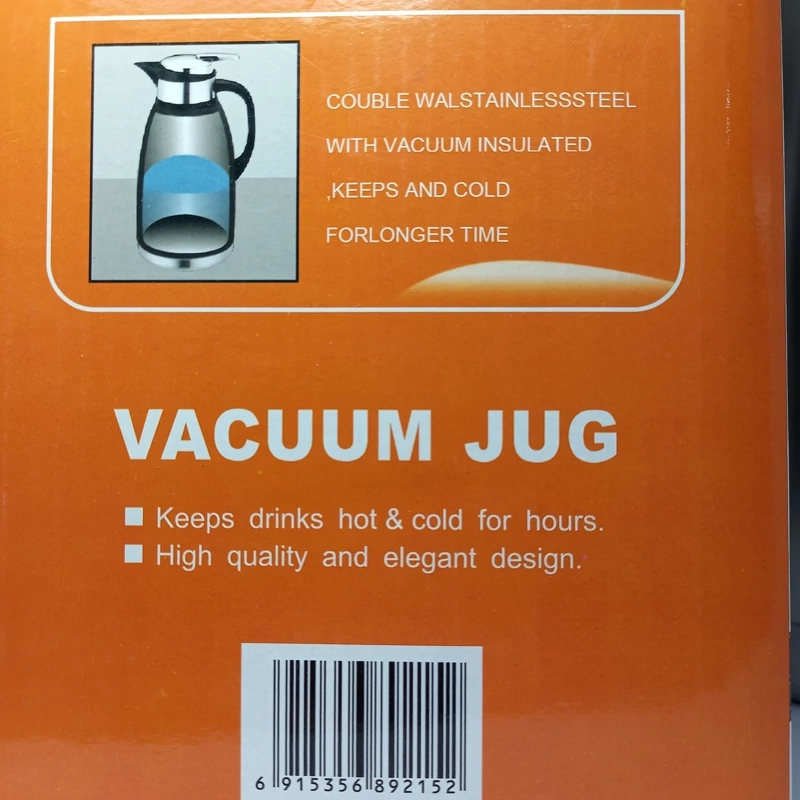 COUBLE WALSTAINLESSSTEEL
WITH VACUUM INSULATED
,KEEPS AND COLD
FORLONGER TIME
VACUUM JUG
■ Keeps drinks hot & cold for hours.
■ High quality and elegant design.
6 915356 892152